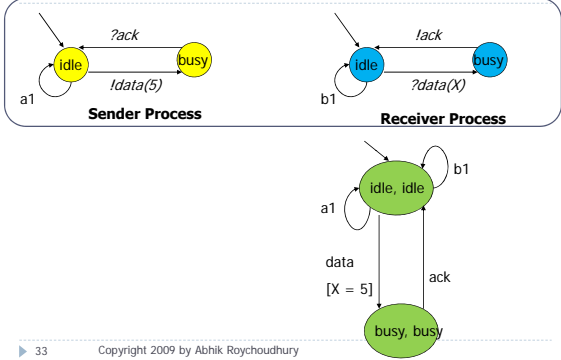 ?ack
!ack
idle
busy
idle
busy
!data(5)
?data(X)
a1
b1
Sender Process
Receiver Process
b1
idle, idle
a1
data
ack
[X = 5]
busy, busy
33 Copyright 2009 by Abhik Roychoudhury